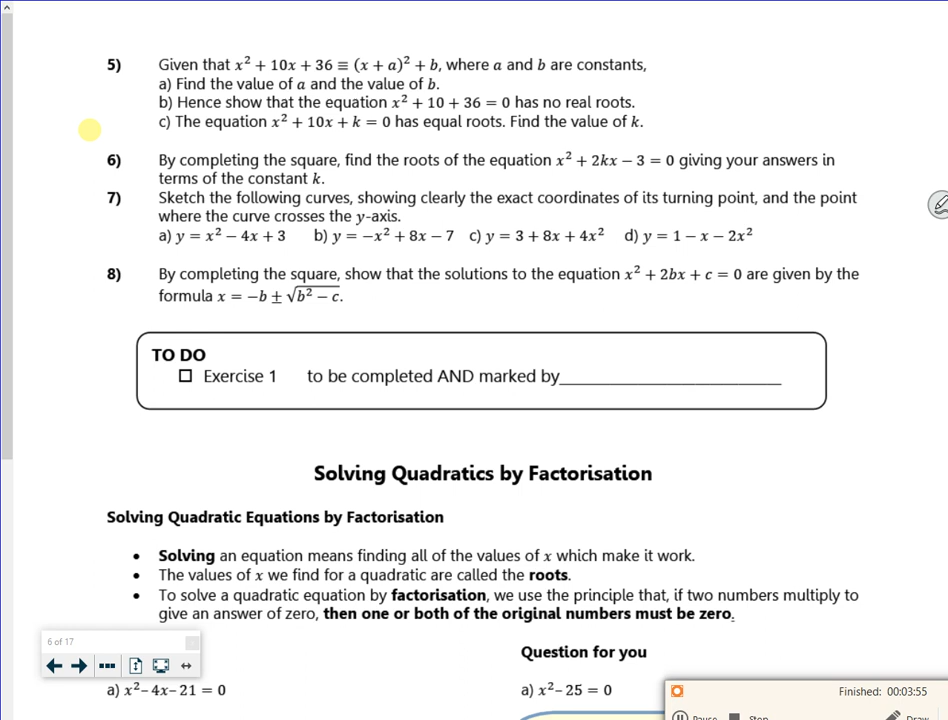 5) Given that x² + 10x + 36 ≡ (x + a)² + b, where a and b are constants,
a) Find the value of a and the value of b.
b) Hence show that the equation x² + 10 + 36 = 0 has no real roots.
c) The equation x² + 10x + k = 0 has equal roots. Find the value of k.
6) By completing the square, find the roots of the equation x² + 2kx − 3 = 0 giving your answers in
terms of the constant k.
7) Sketch the following curves, showing clearly the exact coordinates of its turning point, and the point
where the curve crosses the y-axis.
a) y = x² − 4x + 3 b) y = −x² + 8x − 7 c) y = 3 + 8x + 4x² d) y = 1 − x − 2x²
8) By completing the square, show that the solutions to the equation x² + 2bx + c = 0 are given by the
formula x = −b ± √(b² − c).
TO DO
☐ Exercise 1 to be completed AND marked by__________________________
Solving Quadratics by Factorisation
Solving Quadratic Equations by Factorisation
• Solving an equation means finding all of the values of x which make it work.
• The values of x we find for a quadratic are called the roots.
• To solve a quadratic equation by factorisation, we use the principle that, if two numbers multiply to
give an answer of zero, then one or both of the original numbers must be zero.
6 of 17
Question for you
a) x² – 4x – 21 = 0 a) x² – 25 = 0
Finished: 00:03:55
Pause Stop Draw